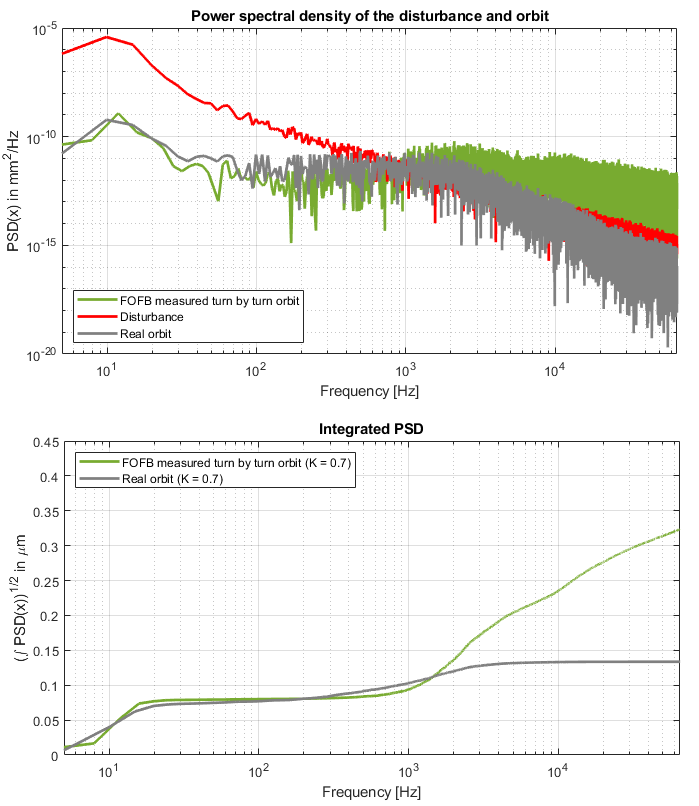 Power spectral density of the disturbance and orbit
10^-5
10^-10
10^-15
10^-20
PSD(x) in mm^2/Hz
FOFB measured turn by turn orbit
Disturbance
Real orbit
10^1 10^2 10^3 10^4
Frequency [Hz]
Integrated PSD
0.45
0.4
0.35
0.3
0.25
0.2
0.15
0.1
0.05
0
(∫ PSD(x))^1/2 in μm
FOFB measured turn by turn orbit (K = 0.7)
Real orbit (K = 0.7)
10^1 10^2 10^3 10^4
Frequency [Hz]